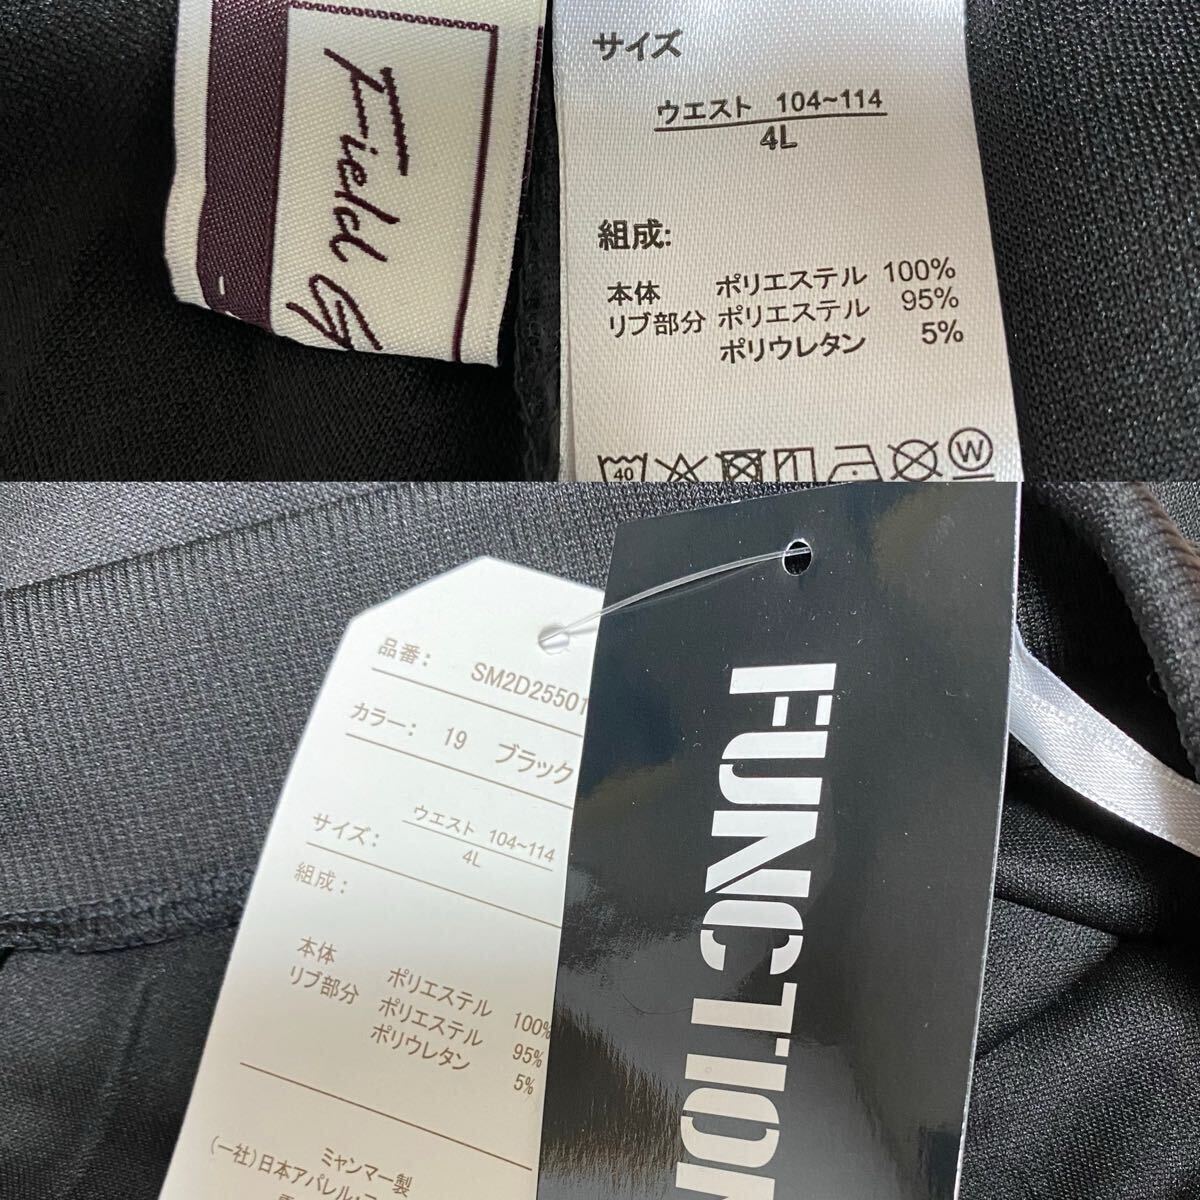 Field G
サイズ
ウエスト 104~114
4L
組成:
本体 ポリエステル 100%
リブ部分 ポリエステル 95%
ポリウレタン 5%
40
W
品番: SM2D25501
カラー: 19 ブラック
サイズ: ウエスト 104~114
4L
組成:
本体 ポリエステル 100%
リブ部分 ポリエステル 95%
ポリウレタン 5%
ミャンマー製
(一社)日本アパレル・
FUNCTION